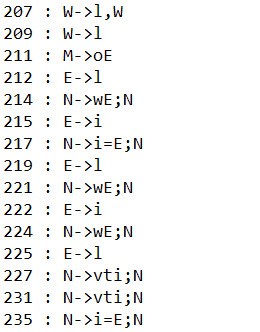 207 : W->l,W
209 : W->l
211 : M->oE
212 : E->l
214 : N->wE;N
215 : E->i
217 : N->i=E;N
219 : E->l
221 : N->wE;N
222 : E->i
224 : N->wE;N
225 : E->l
227 : N->vti;N
231 : N->vti;N
235 : N->i=E;N